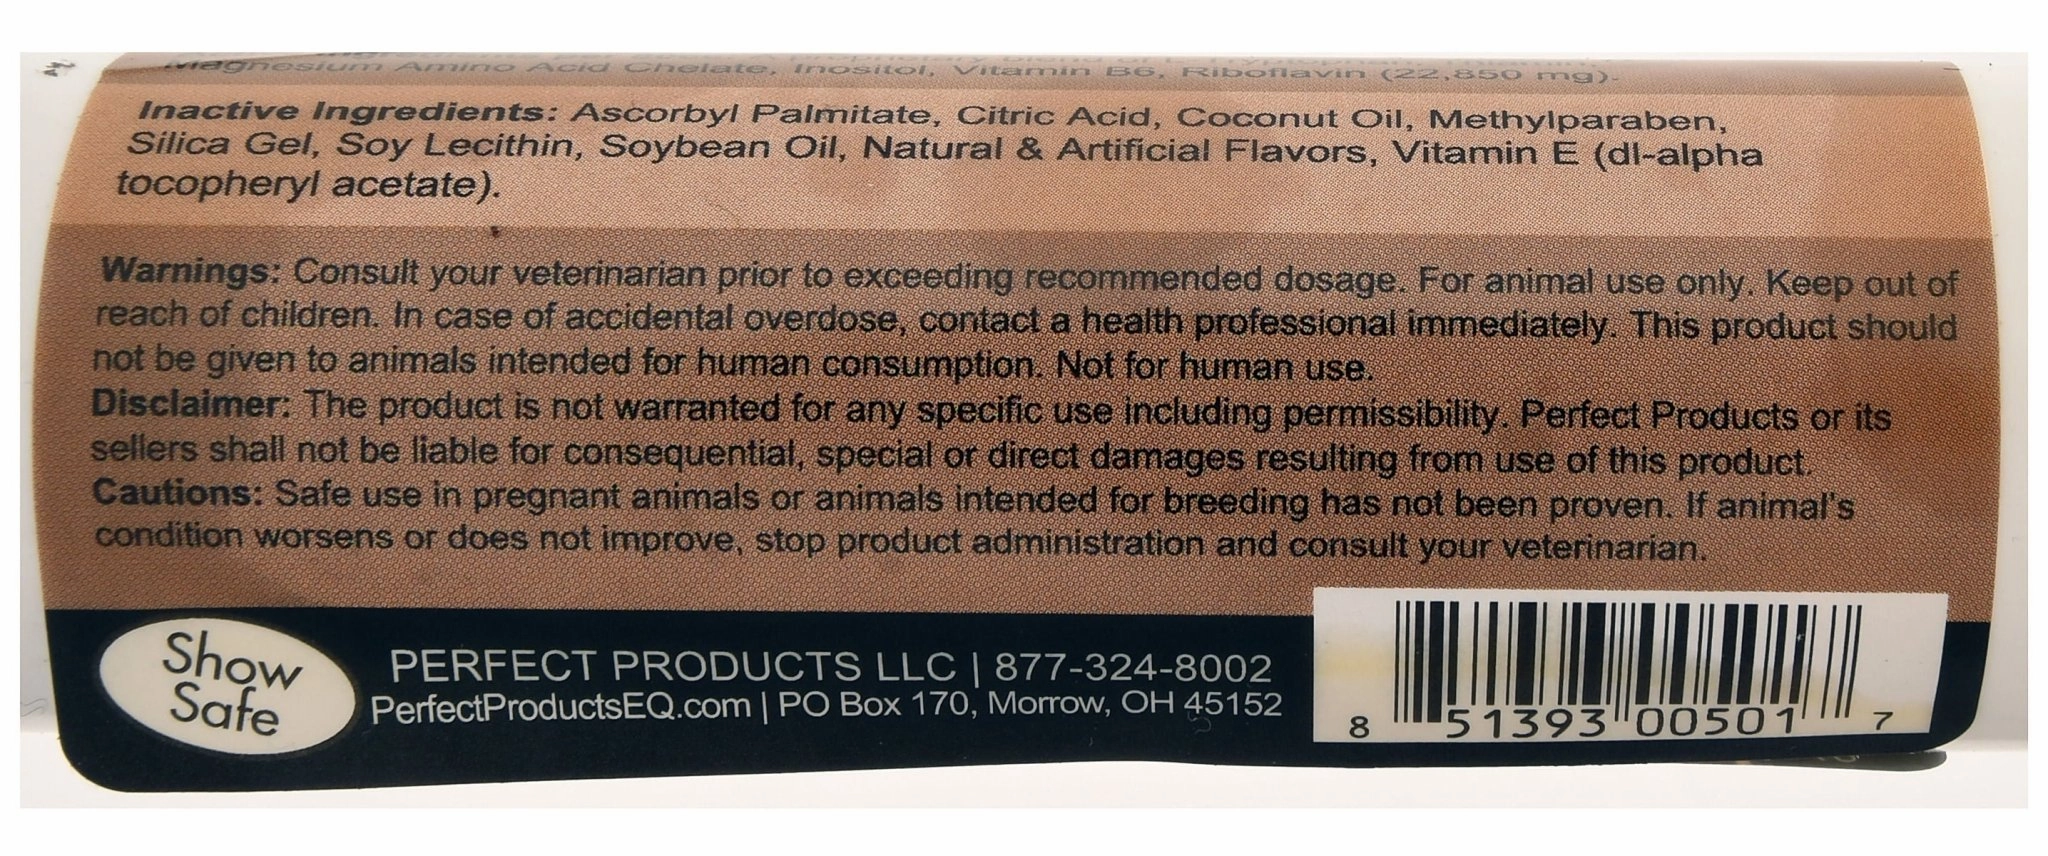 Magnesium Amino Acid Chelate, Inositol, Vitamin B6, Riboflavin (22,850 mg).
Inactive Ingredients: Ascorbyl Palmitate, Citric Acid, Coconut Oil, Methylparaben,
Silica Gel, Soy Lecithin, Soybean Oil, Natural & Artificial Flavors, Vitamin E (dl-alpha
tocopheryl acetate).
Warnings: Consult your veterinarian prior to exceeding recommended dosage. For animal use only. Keep out of
reach of children. In case of accidental overdose, contact a health professional immediately. This product should
not be given to animals intended for human consumption. Not for human use.
Disclaimer: The product is not warranted for any specific use including permissibility. Perfect Products or its
sellers shall not be liable for consequential, special or direct damages resulting from use of this product.
Cautions: Safe use in pregnant animals or animals intended for breeding has not been proven. If animal's
condition worsens or does not improve, stop product administration and consult your veterinarian.
Show
Safe
PERFECT PRODUCTS LLC | 877-324-8002
PerfectProductsEQ.com | PO Box 170, Morrow, OH 45152
8 51393 00501 7